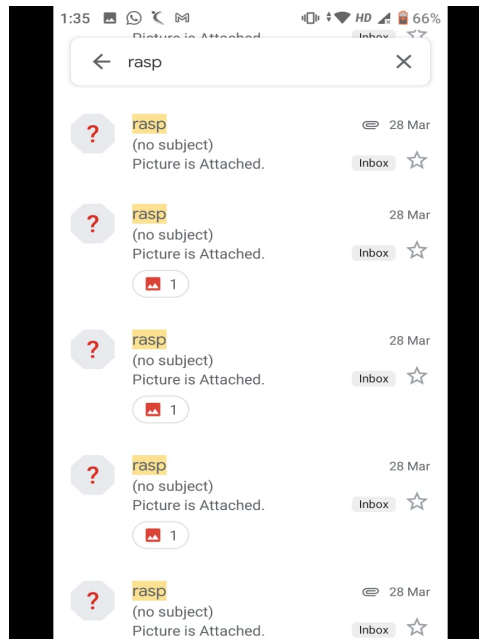 1:35 HD 66%
Picture is Attached. Inbox
rasp
rasp 28 Mar
(no subject)
Picture is Attached. Inbox
rasp 28 Mar
(no subject)
Picture is Attached. Inbox
1
rasp 28 Mar
(no subject)
Picture is Attached. Inbox
1
rasp 28 Mar
(no subject)
Picture is Attached. Inbox
1
rasp 28 Mar
(no subject)
Picture is Attached. Inbox